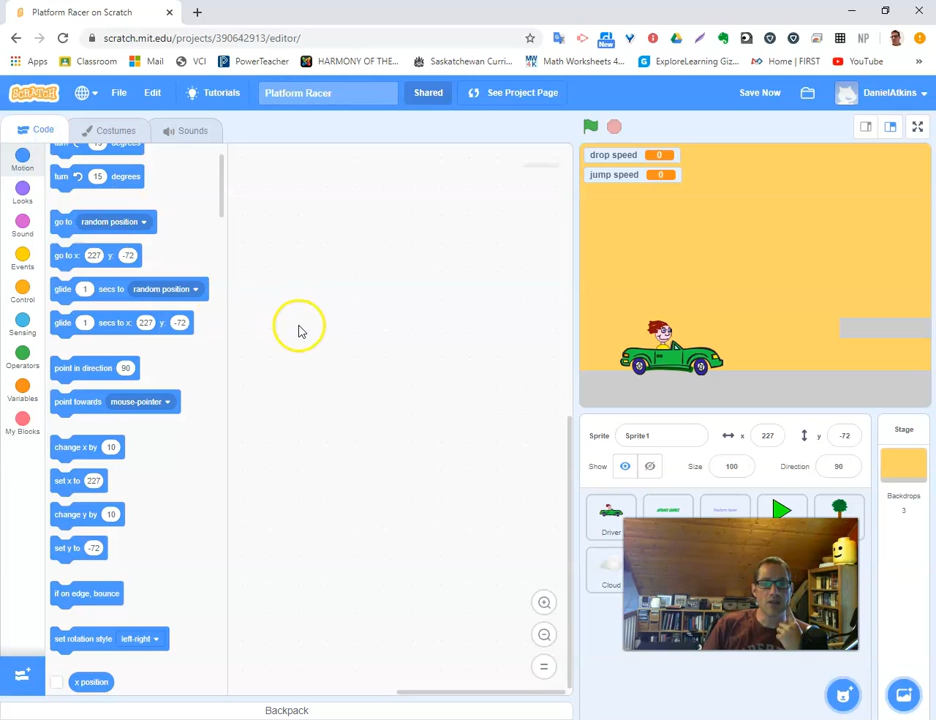 Platform Racer on Scratch
scratch.mit.edu/projects/390642913/editor/
New
NP
Apps
Classroom
Mail
VCI
PowerTeacher
HARMONY OF THE...
Saskatchewan Curri...
Math Worksheets 4...
ExploreLearning Giz...
Home | FIRST
YouTube
»
SCRATCH
File
Edit
Tutorials
Platform Racer
Shared
See Project Page
Save Now
DanielAtkins
Code
Costumes
Sounds
Motion
Looks
Sound
Events
Control
Sensing
Operators
Variables
My Blocks
turn 15 degrees
turn 15 degrees
go to random position
go to x: 227 y: -72
glide 1 secs to random position
glide 1 secs to x: 227 y: -72
point in direction 90
point towards mouse-pointer
change x by 10
set x to 227
change y by 10
set y to -72
if on edge, bounce
set rotation style left-right
x position
drop speed 0
jump speed 0
Sprite Sprite1 x 227 y -72
Show Size 100 Direction 90
Driver
Cloud
Stage
Backdrops
3
Backpack